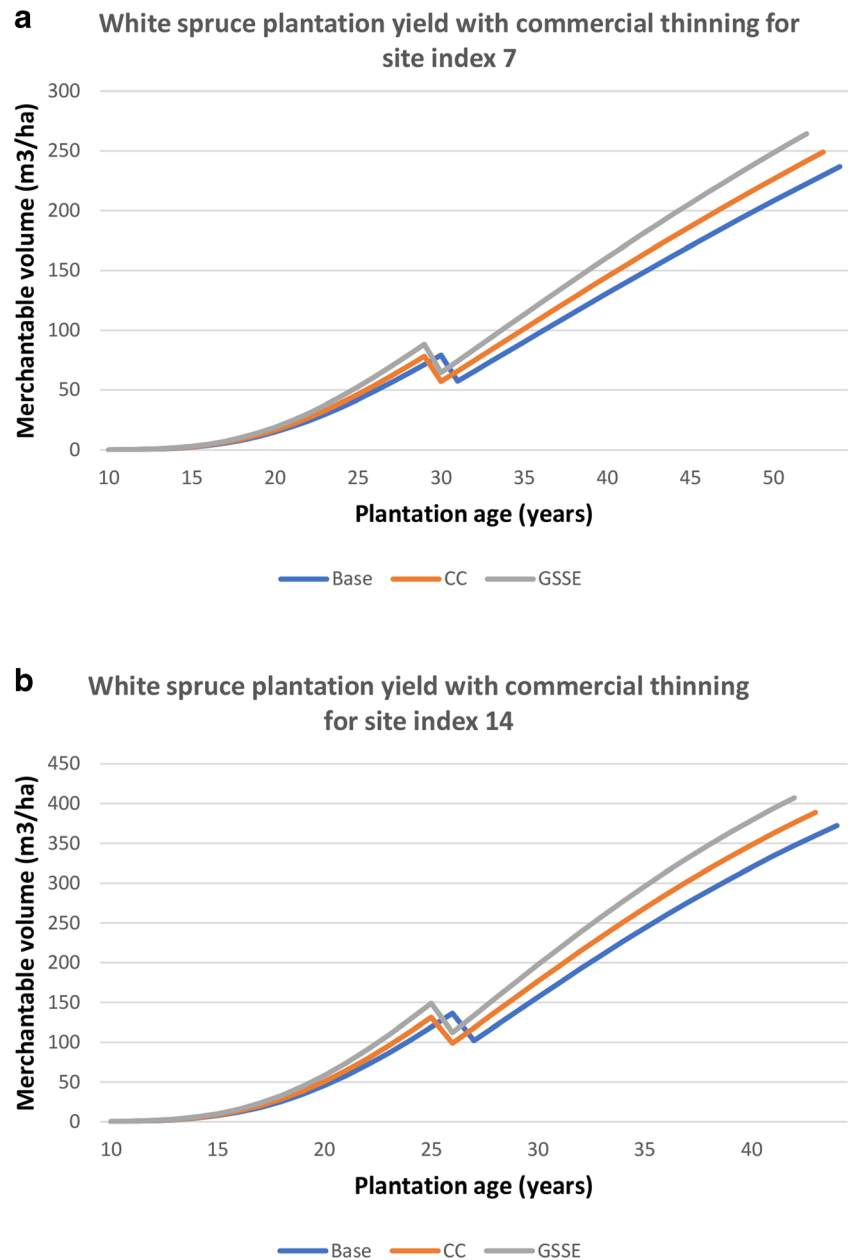 a
White spruce plantation yield with commercial thinning for
site index 7
Merchantable volume (m3/ha)
300
250
200
150
100
50
0
10 15 20 25 30 35 40 45 50
Plantation age (years)
Base CC GSSE
b
White spruce plantation yield with commercial thinning
for site index 14
Merchantable volume (m3/ha)
450
400
350
300
250
200
150
100
50
0
10 15 20 25 30 35 40
Plantation age (years)
Base CC GSSE